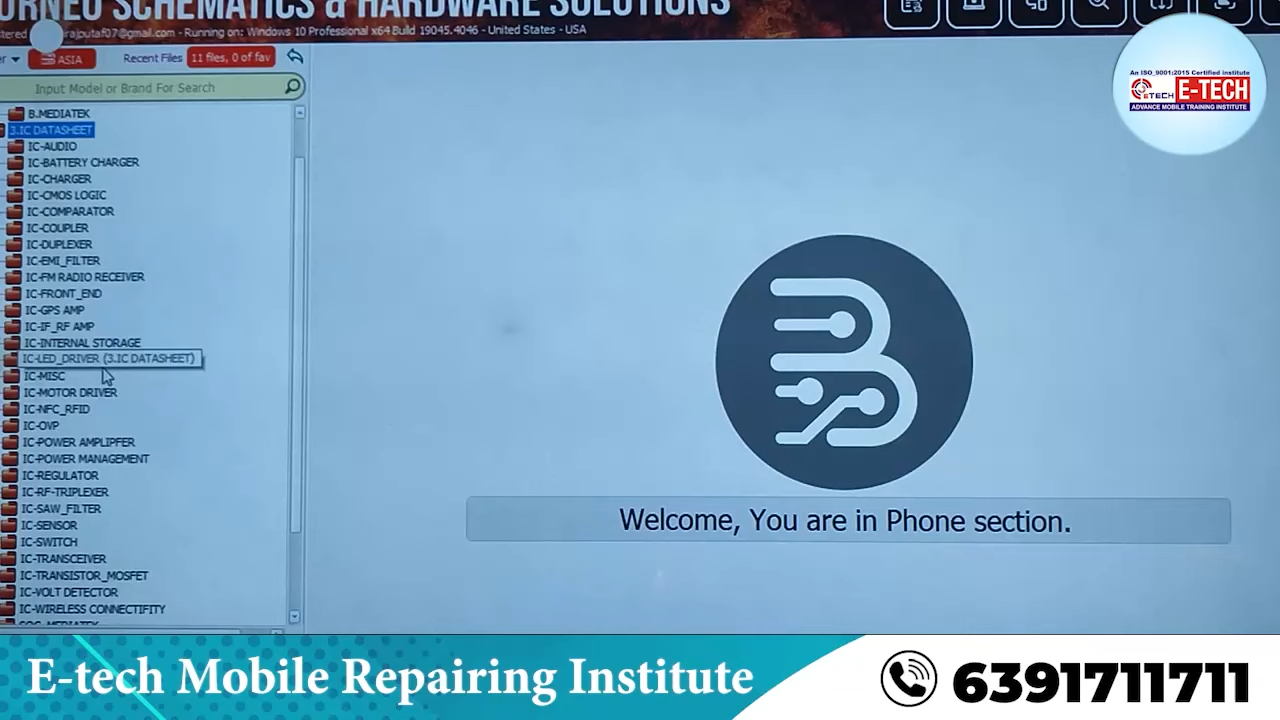 ORNEO SCHEMATICS & HARDWARE SOLUTIONS
rajputaf07@gmail.com - Running on: Windows 10 Professional x64 Build 19045.4046 - United States - USA
ASIA
Recent Files
11 files, 0 of fav
Input Model or Brand For Search
B.MEDIATEK
3.IC DATASHEET
IC-AUDIO
IC-BATTERY CHARGER
IC-CHARGER
IC-CMOS LOGIC
IC-COMPARATOR
IC-COUPLER
IC-DUPLEXER
IC-EMI_FILTER
IC-FM RADIO RECEIVER
IC-FRONT_END
IC-GPS AMP
IC-IF_RF AMP
IC-INTERNAL STORAGE
IC-LED_DRIVER (3.IC DATASHEET)
IC-MISC
IC-MOTOR DRIVER
IC-NFC_RFID
IC-OVP
IC-POWER AMPLIPFER
IC-POWER MANAGEMENT
IC-REGULATOR
IC-RF-TRIPLEXER
IC-SAW_FILTER
IC-SENSOR
IC-SWITCH
IC-TRANSCEIVER
IC-TRANSISTOR_MOSFET
IC-VOLT DETECTOR
IC-WIRELESS CONNECTIFITY
Welcome, You are in Phone section.
An ISO_9001:2015 Certified institute
ETECH E-TECH
ADVANCE MOBILE TRAINING INSTITUTE
E-tech Mobile Repairing Institute
6391711711